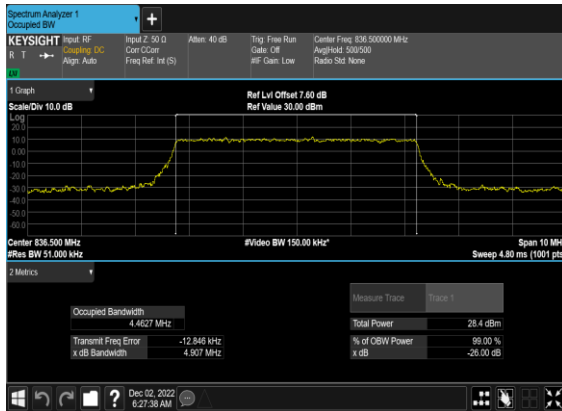 Spectrum Analyzer 1
Occupied BW
+
KEYSIGHT
R T
LXI
Input: RF
Coupling: DC
Align: Auto
Input Z: 50 Ω
Corr CCorr
Freq Ref: Int (S)
Atten: 40 dB
Trig: Free Run
Gate: Off
#IF Gain: Low
Center Freq: 836.500000 MHz
Avg|Hold: 500/500
Radio Std: None
1 Graph
Scale/Div 10.0 dB
Ref Lvl Offset 7.60 dB
Ref Value 30.00 dBm
Log
20.0
10.0
0.00
-10.0
-20.0
-30.0
-40.0
-50.0
-60.0
Center 836.500 MHz
#Res BW 51.000 kHz
#Video BW 150.00 kHz*
Span 10 MH
Sweep 4.80 ms (1001 pts
2 Metrics
Measure Trace Trace 1
Occupied Bandwidth
4.4627 MHz
Total Power 28.4 dBm
Transmit Freq Error -12.846 kHz
% of OBW Power 99.00 %
x dB Bandwidth 4.907 MHz
x dB -26.00 dB
?
Dec 02, 2022
6:27:38 AM